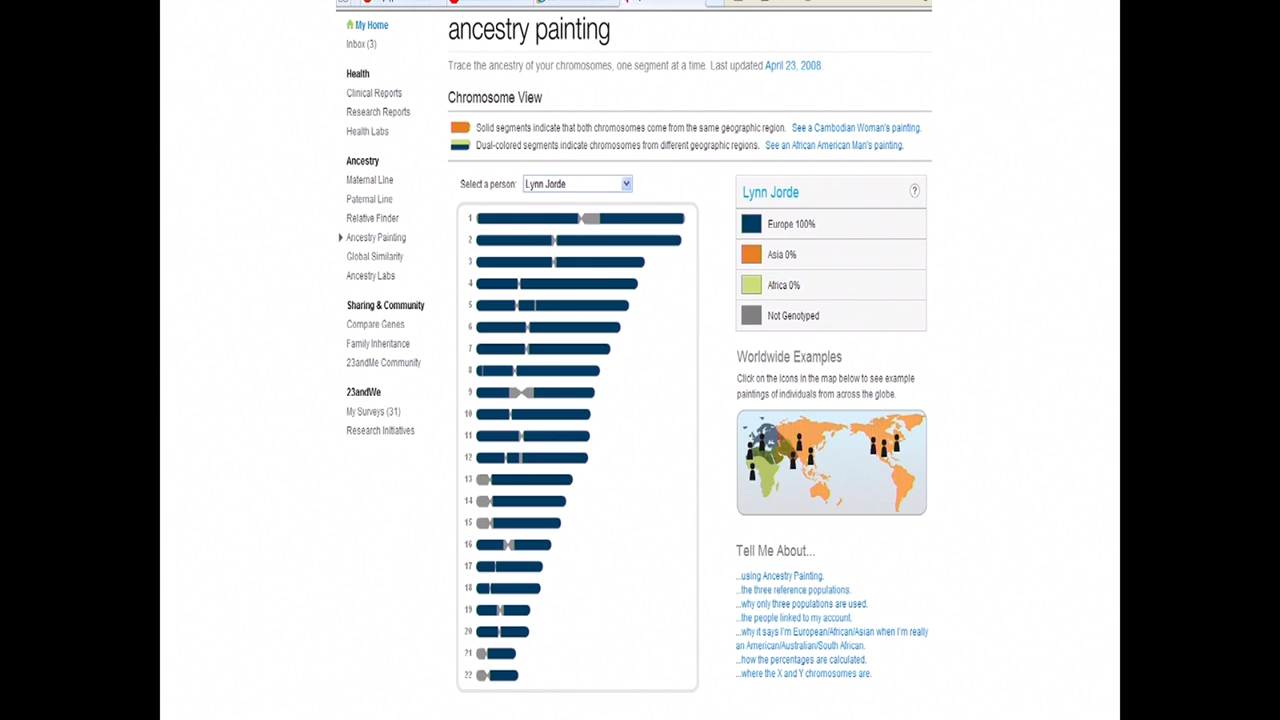 My Home
Inbox (3)
Health
Clinical Reports
Research Reports
Health Labs
Ancestry
Maternal Line
Paternal Line
Relative Finder
Ancestry Painting
Global Similarity
Ancestry Labs
Sharing & Community
Compare Genes
Family Inheritance
23andMe Community
23andWe
My Surveys (31)
Research Initiatives
ancestry painting
Trace the ancestry of your chromosomes, one segment at a time. Last updated April 23, 2008
Chromosome View
Solid segments indicate that both chromosomes come from the same geographic region. See a Cambodian Woman's painting.
Dual-colored segments indicate chromosomes from different geographic regions. See an African American Man's painting.
Select a person: Lynn Jorde
1
2
3
4
5
6
7
8
9
10
11
12
13
14
15
16
17
18
19
20
21
22
Lynn Jorde ?
Europe 100%
Asia 0%
Africa 0%
Not Genotyped
Worldwide Examples
Click on the icons in the map below to see example
paintings of individuals from across the globe.
Tell Me About...
...using Ancestry Painting.
...the three reference populations.
...why only three populations are used.
...the people linked to my account.
...why it says I'm European/African/Asian when I'm really
an American/Australian/South African.
...how the percentages are calculated.
...where the X and Y chromosomes are.